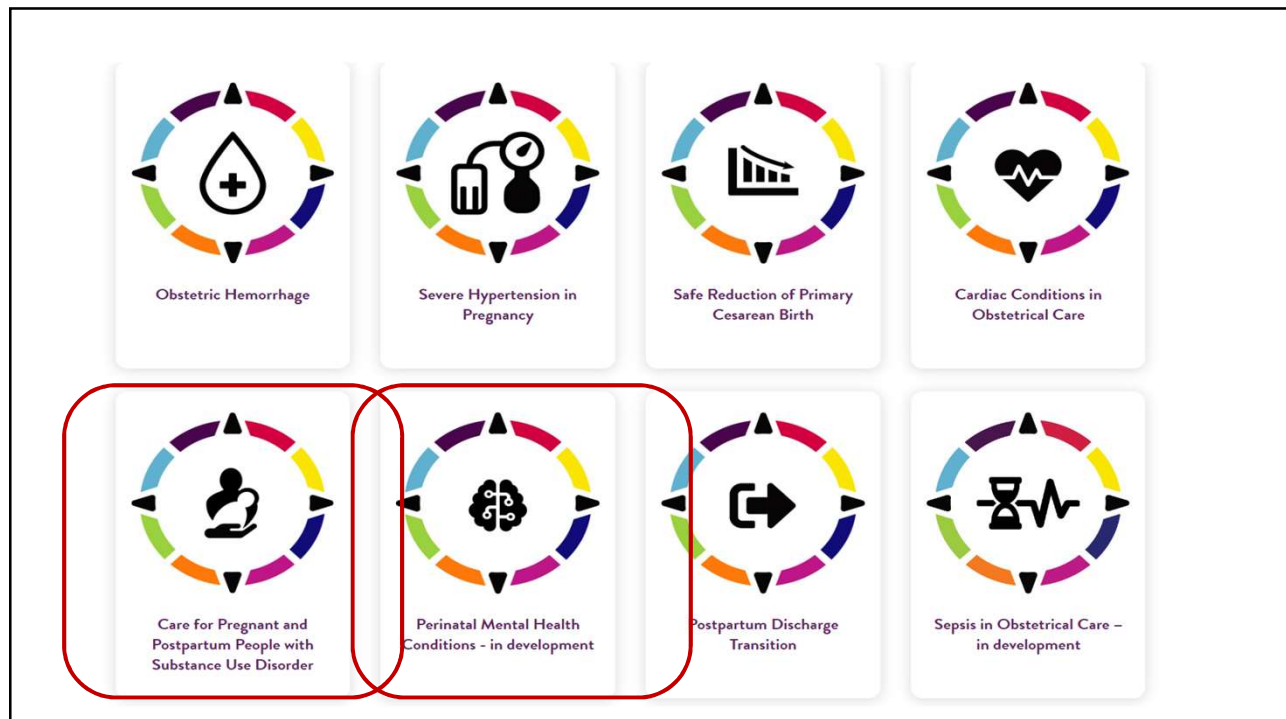 Obstetric Hemorrhage
Severe Hypertension in
Pregnancy
Safe Reduction of Primary
Cesarean Birth
Cardiac Conditions in
Obstetrical Care
Care for Pregnant and
Postpartum People with
Substance Use Disorder
Perinatal Mental Health
Conditions - in development
Postpartum Discharge
Transition
Sepsis in Obstetrical Care –
in development